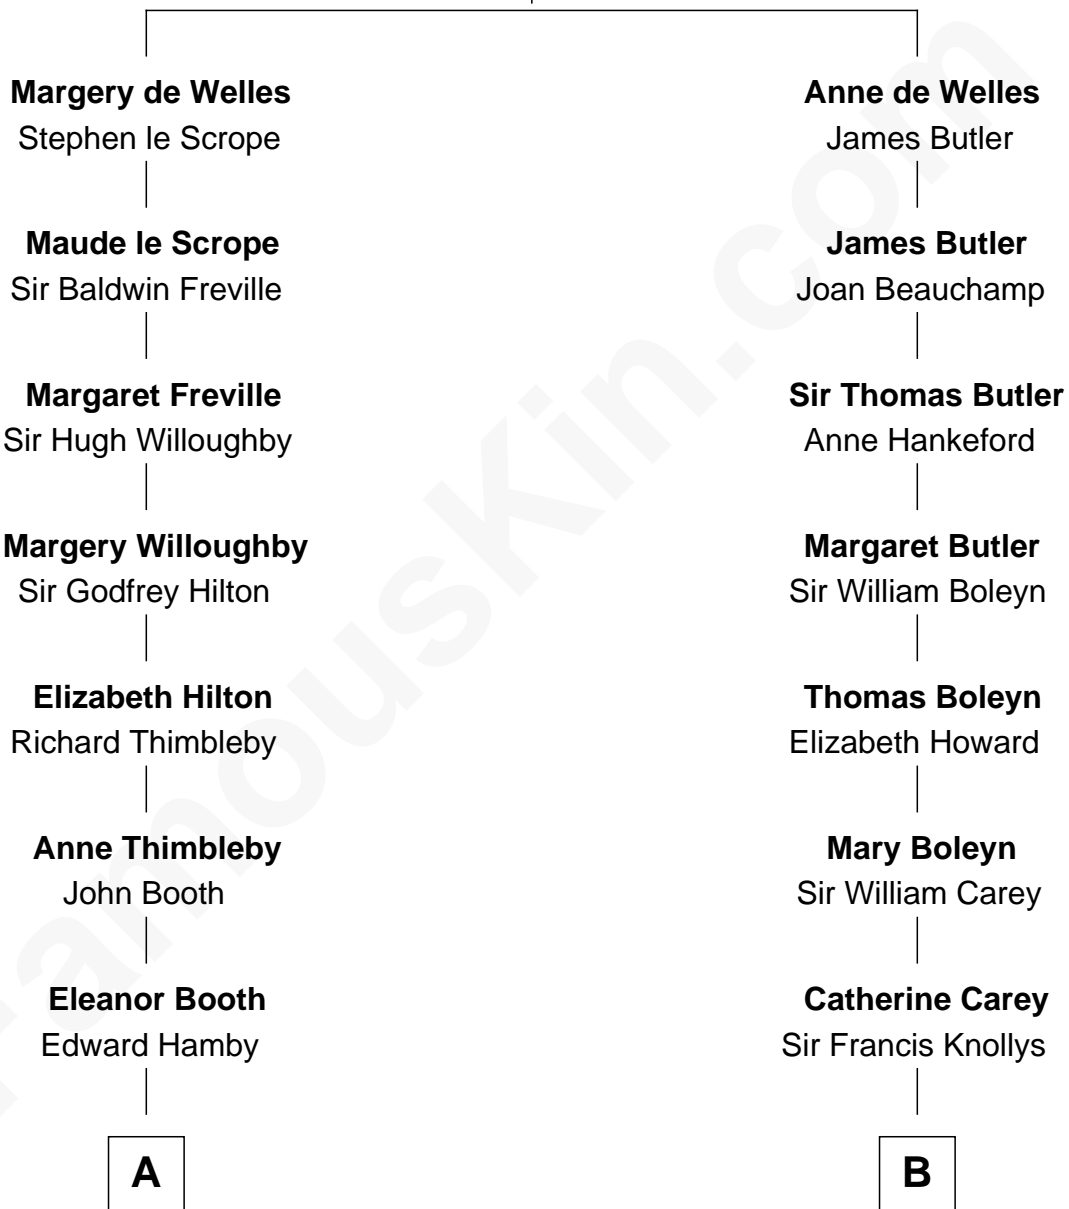 Margery de Welles
Stephen le Scrope
Maude le Scrope
Sir Baldwin Freville
Margaret Freville
Sir Hugh Willoughby
Margery Willoughby
Sir Godfrey Hilton
Elizabeth Hilton
Richard Thimbleby
Anne Thimbleby
John Booth
Eleanor Booth
Edward Hamby
A
Anne de Welles
James Butler
James Butler
Joan Beauchamp
Sir Thomas Butler
Anne Hankeford
Margaret Butler
Sir William Boleyn
Thomas Boleyn
Elizabeth Howard
Mary Boleyn
Sir William Carey
Catherine Carey
Sir Francis Knollys
B
FamousKin.com